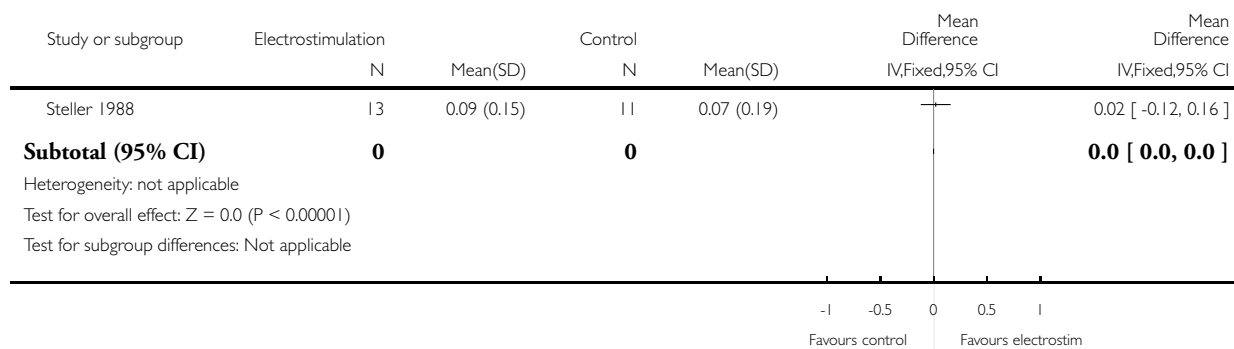 Study or subgroup Electrostimulation Control Mean Difference Mean Difference
N Mean(SD) N Mean(SD) IV,Fixed,95% CI IV,Fixed,95% CI
Steller 1988 13 0.09 (0.15) 11 0.07 (0.19) 0.02 [ -0.12, 0.16 ]
Subtotal (95% CI) 0 0 0.0 [ 0.0, 0.0 ]
Heterogeneity: not applicable
Test for overall effect: Z = 0.0 (P < 0.00001)
Test for subgroup differences: Not applicable
-1 -0.5 0 0.5 1
Favours control Favours electrostim